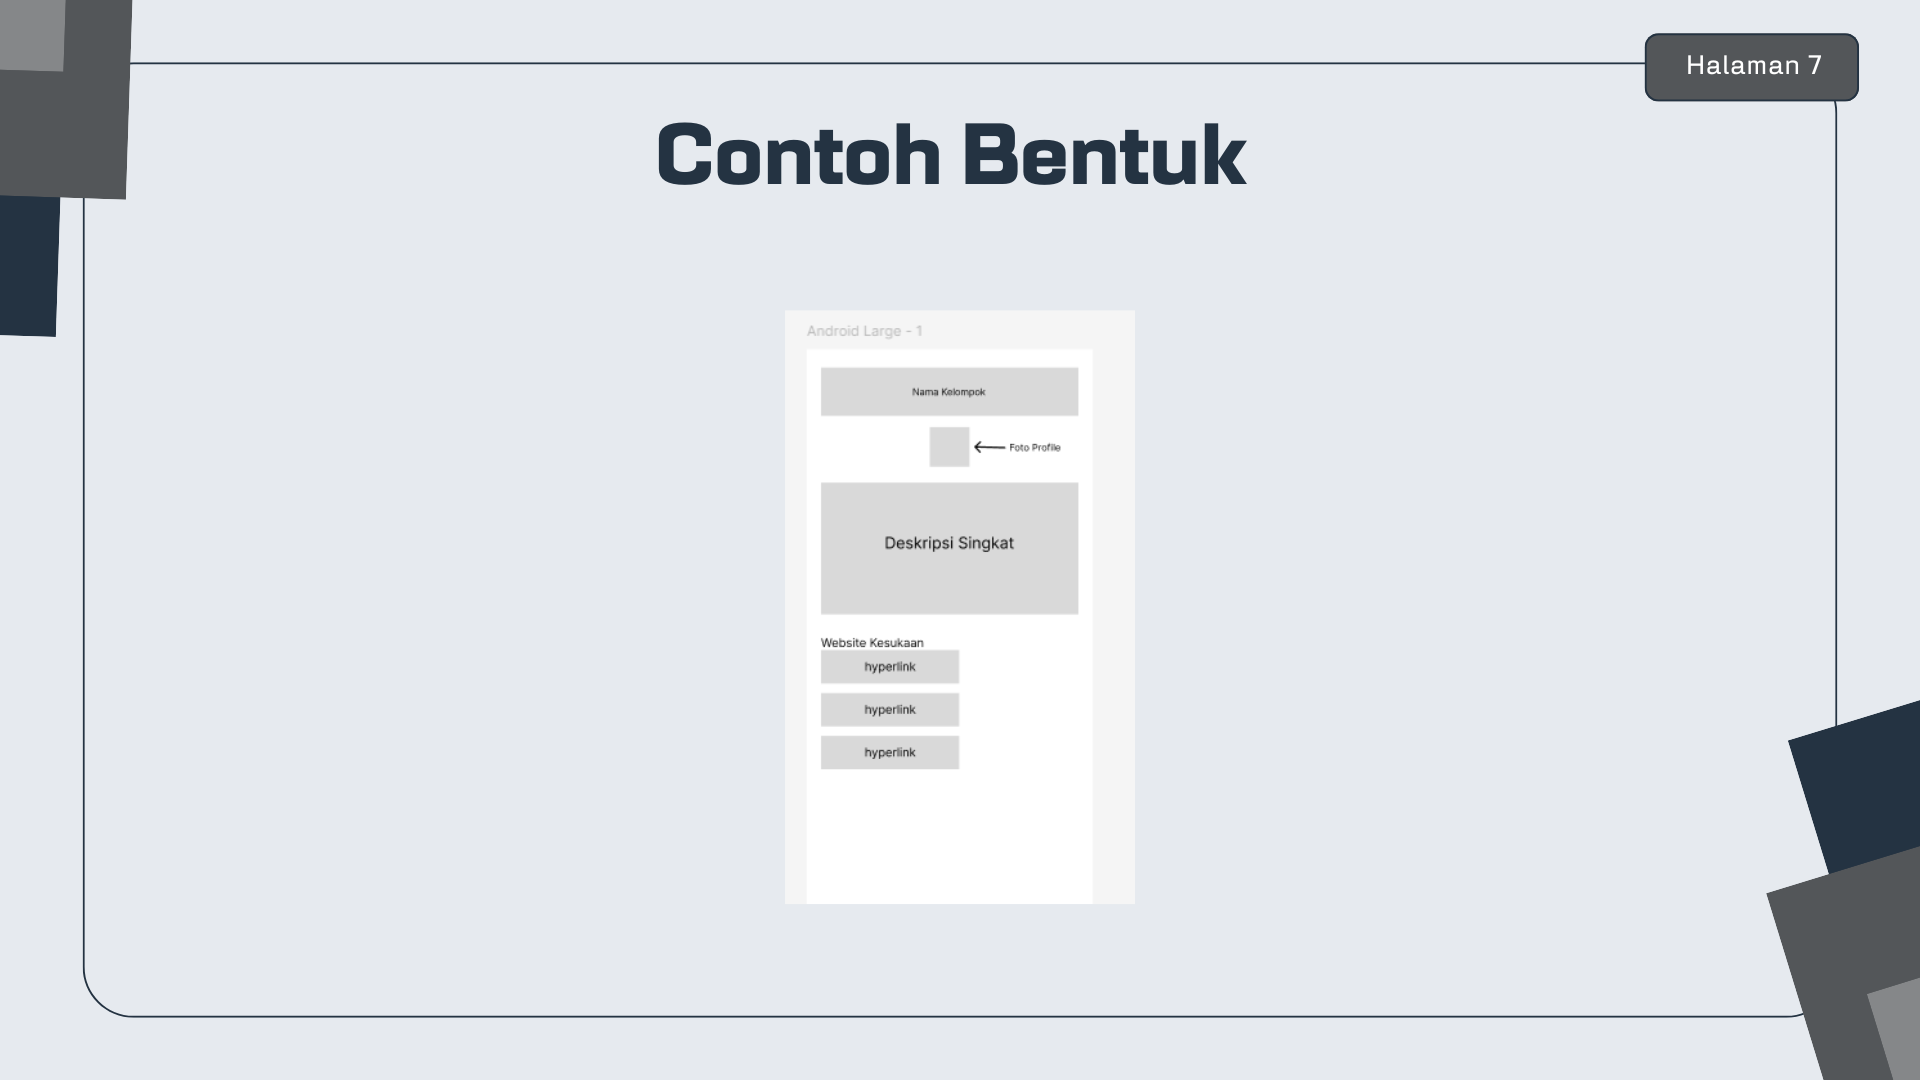 Halaman 7
Contoh Bentuk
Android Large - 1
Nama Kelompok
Foto Profile
Deskripsi Singkat
Website Kesukaan
hyperlink
hyperlink
hyperlink